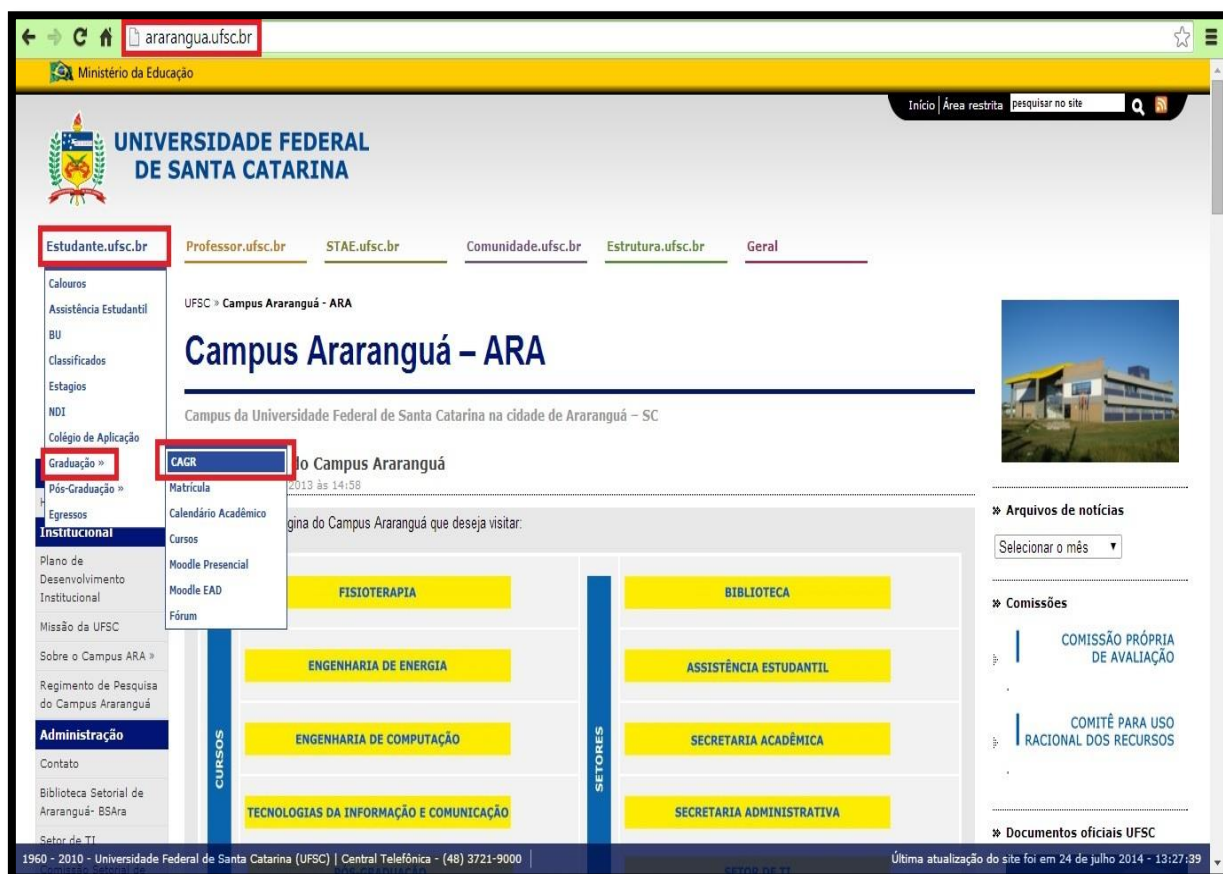 ararangua.ufsc.br
Ministério da Educação
Início | Área restrita pesquisar no site
UNIVERSIDADE FEDERAL
DE SANTA CATARINA
Estudante.ufsc.br Professor.ufsc.br STAE.ufsc.br Comunidade.ufsc.br Estrutura.ufsc.br Geral
Calouros
Assistência Estudantil
BU
Classificados
Estagios
NDI
Colégio de Aplicação
Graduação »
Pós-Graduação »
Egressos
CAGR
Matrícula
Calendário Acadêmico
Cursos
Moodle Presencial
Moodle EAD
Fórum
UFSC » Campus Araranguá - ARA
Campus Araranguá – ARA
Campus da Universidade Federal de Santa Catarina na cidade de Araranguá – SC
do Campus Araranguá
2013 às 14:58
gina do Campus Araranguá que deseja visitar:
Institucional
Plano de
Desenvolvimento
Institucional
Missão da UFSC
Sobre o Campus ARA »
Regimento de Pesquisa
do Campus Araranguá
Administração
Contato
Biblioteca Setorial de
Araranguá- BSAra
Setor de TI
CURSOS
FISIOTERAPIA
ENGENHARIA DE ENERGIA
ENGENHARIA DE COMPUTAÇÃO
TECNOLOGIAS DA INFORMAÇÃO E COMUNICAÇÃO
PÓS-GRADUAÇÃO
SETORES
BIBLIOTECA
ASSISTÊNCIA ESTUDANTIL
SECRETARIA ACADÊMICA
SECRETARIA ADMINISTRATIVA
SETOR DE TI
» Arquivos de notícias
Selecionar o mês
» Comissões
COMISSÃO PRÓPRIA
DE AVALIAÇÃO
.
COMITÊ PARA USO
RACIONAL DOS RECURSOS
.
» Documentos oficiais UFSC
1960 - 2010 - Universidade Federal de Santa Catarina (UFSC) | Central Telefônica - (48) 3721-9000 |
Última atualização do site foi em 24 de julho 2014 - 13:27:39